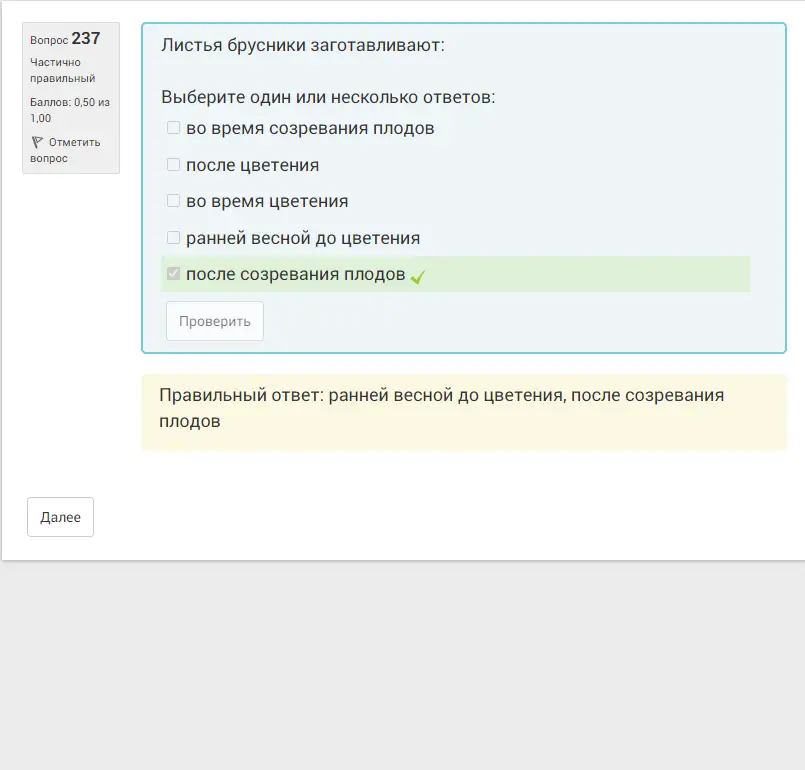 Вопрос 237
Частично
правильный
Баллов: 0,50 из
1,00
Отметить
вопрос
Листья брусники заготавливают:
Выберите один или несколько ответов:
во время созревания плодов
после цветения
во время цветения
ранней весной до цветения
после созревания плодов
Проверить
Правильный ответ: ранней весной до цветения, после созревания
плодов
Далее